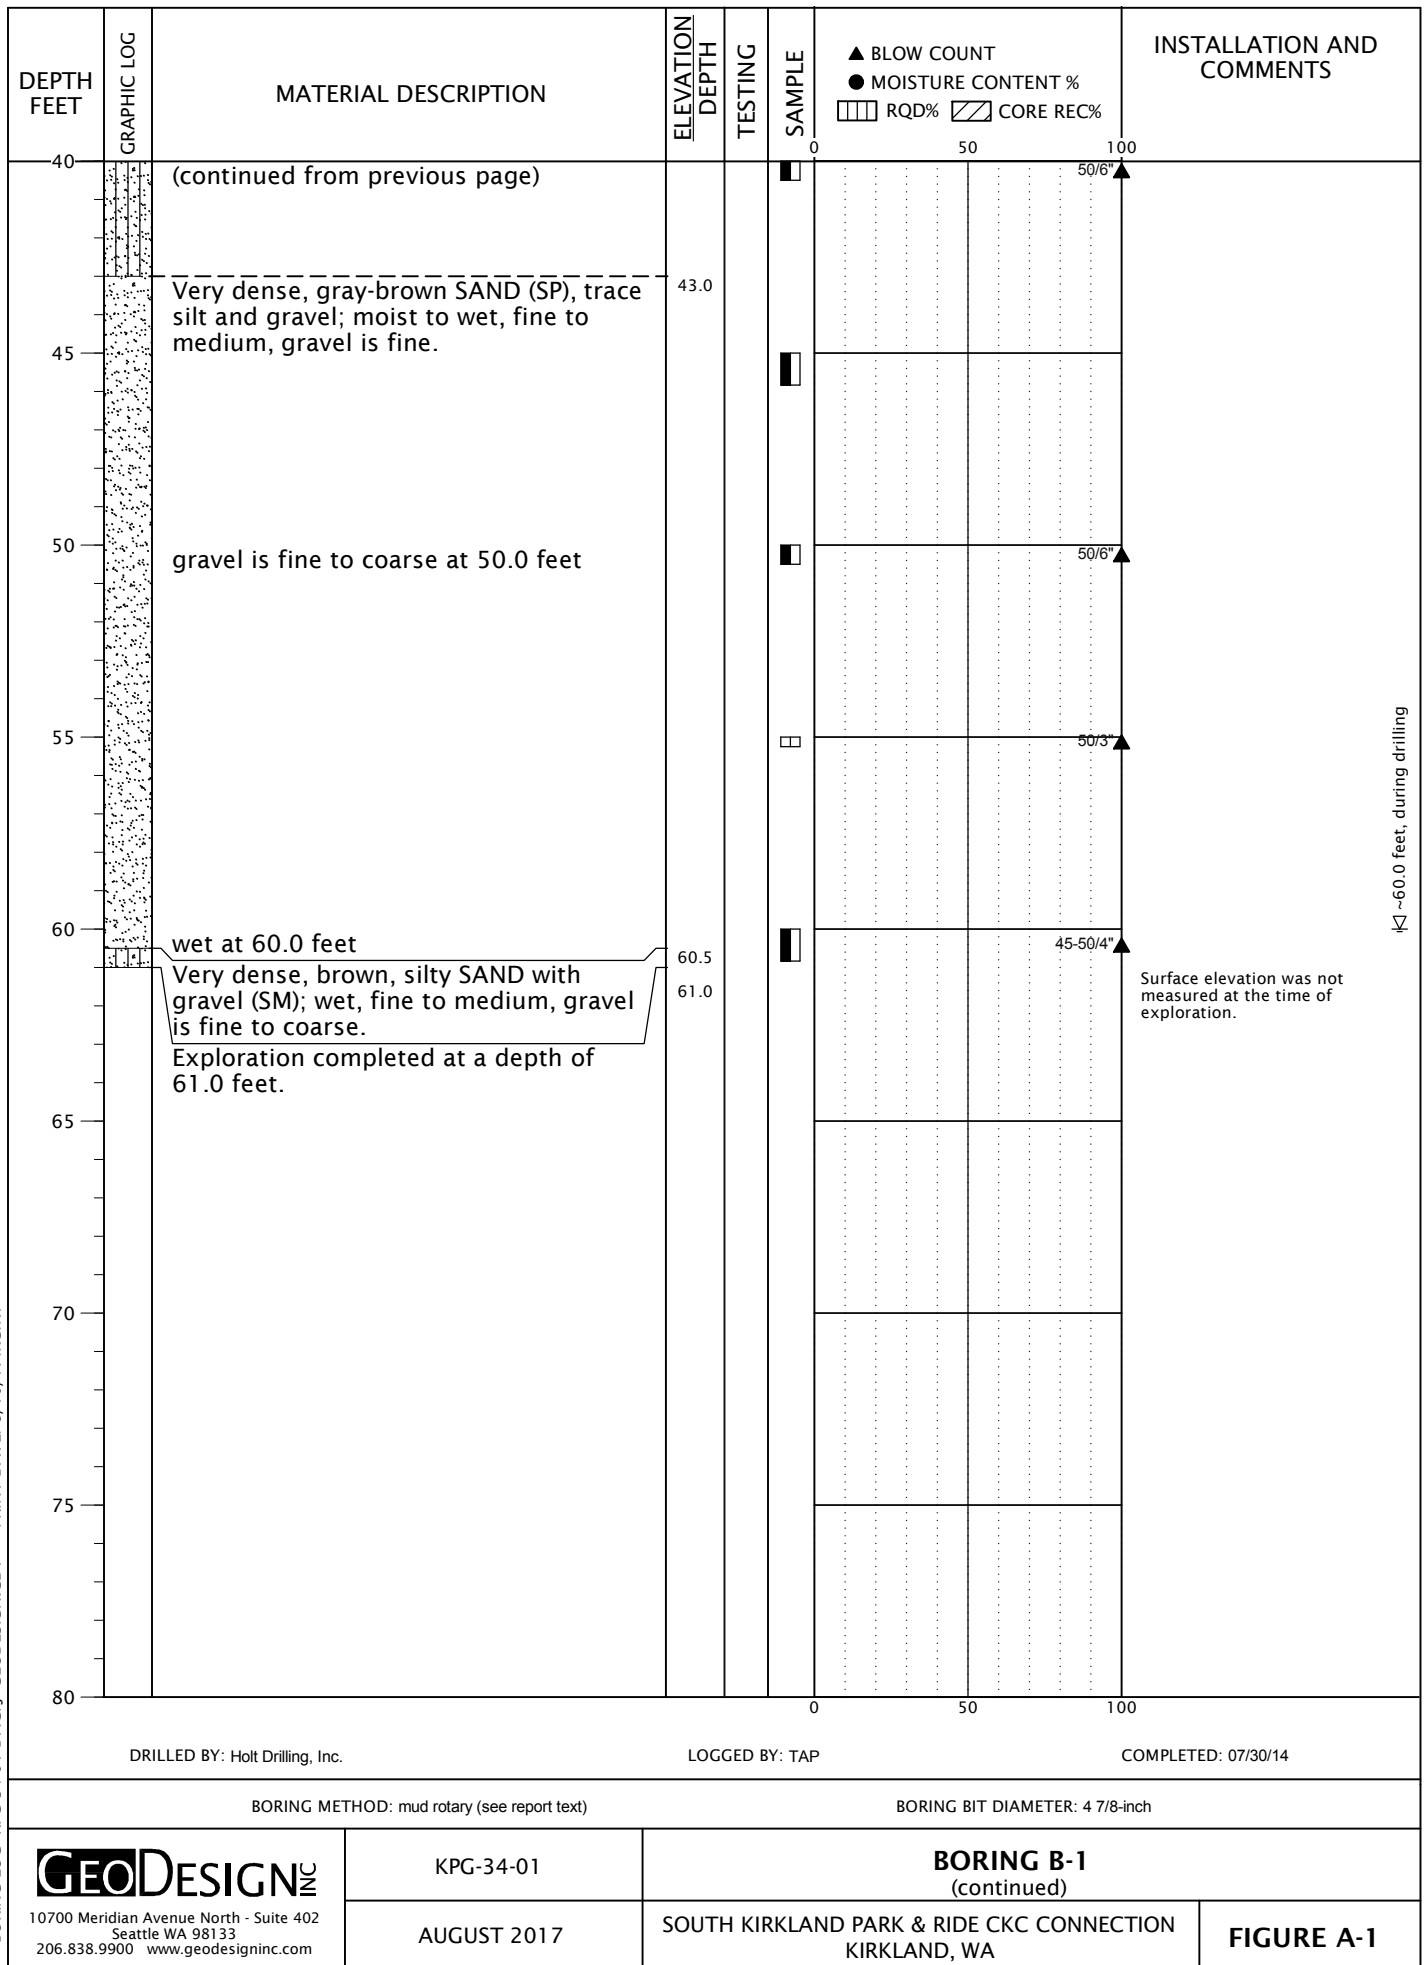 DEPTH
FEET
GRAPHIC LOG
MATERIAL DESCRIPTION
ELEVATION
DEPTH
TESTING
SAMPLE
▲ BLOW COUNT
● MOISTURE CONTENT %
RQD% CORE REC%
INSTALLATION AND
COMMENTS
0 50 100
40
(continued from previous page)
50/6"
43.0
Very dense, gray-brown SAND (SP), trace
silt and gravel; moist to wet, fine to
medium, gravel is fine.
45
50
gravel is fine to coarse at 50.0 feet
50/6"
55
50/3"
~60.0 feet, during drilling
60
wet at 60.0 feet
45-50/4"
60.5
Very dense, brown, silty SAND with
gravel (SM); wet, fine to medium, gravel
is fine to coarse.
61.0
Surface elevation was not
measured at the time of
exploration.
Exploration completed at a depth of
61.0 feet.
65
70
75
80
0 50 100
DRILLED BY: Holt Drilling, Inc.
LOGGED BY: TAP
COMPLETED: 07/30/14
BORING METHOD: mud rotary (see report text)
BORING BIT DIAMETER: 4 7/8-inch
GEODESIGN INC
10700 Meridian Avenue North - Suite 402
Seattle WA 98133
206.838.9900 www.geodesigninc.com
KPG-34-01
AUGUST 2017
BORING B-1
(continued)
SOUTH KIRKLAND PARK & RIDE CKC CONNECTION
KIRKLAND, WA
FIGURE A-1